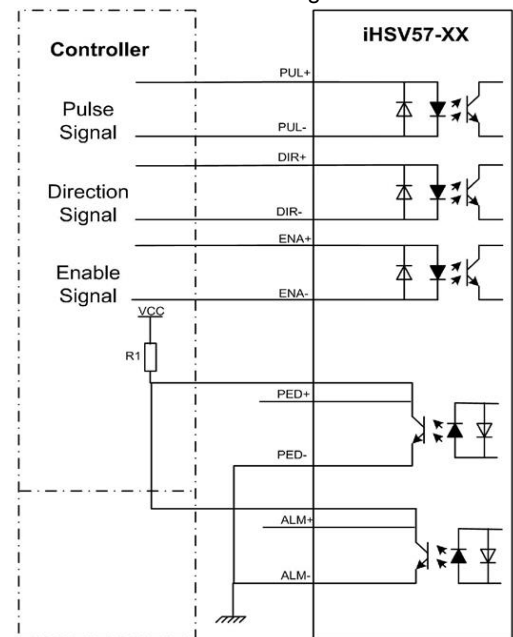 Controller
iHSV57-XX
PUL+
Pulse
Signal
PUL-
DIR+
Direction
Signal
DIR-
ENA+
Enable
Signal
ENA-
VCC
R1
PED+
PED-
ALM+
ALM-